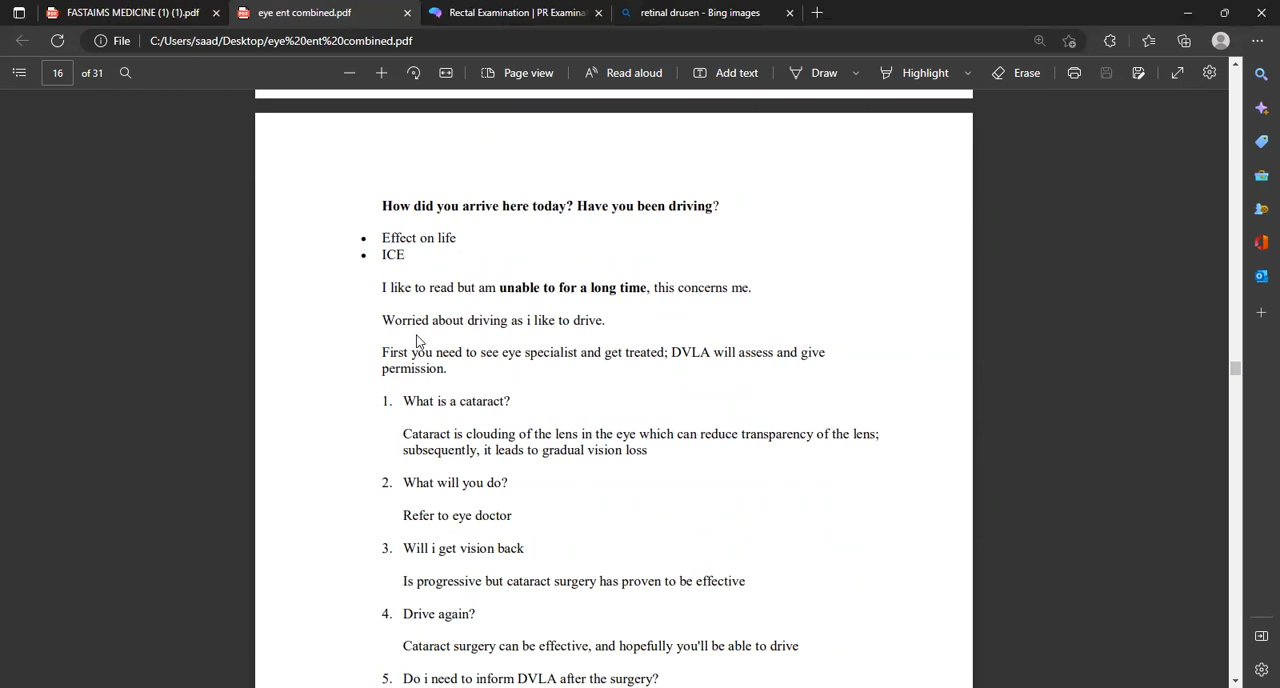 FASTAIMS MEDICINE (1) (1).pdf
eye ent combined.pdf
Rectal Examination | PR Examina
retinal drusen - Bing images
File
C:/Users/saad/Desktop/eye%20ent%20combined.pdf
16 of 31
Page view
Read aloud
Add text
Draw
Highlight
Erase
How did you arrive here today? Have you been driving?
• Effect on life
• ICE
I like to read but am unable to for a long time, this concerns me.
Worried about driving as i like to drive.
First you need to see eye specialist and get treated; DVLA will assess and give
permission.
1. What is a cataract?
Cataract is clouding of the lens in the eye which can reduce transparency of the lens;
subsequently, it leads to gradual vision loss
2. What will you do?
Refer to eye doctor
3. Will i get vision back
Is progressive but cataract surgery has proven to be effective
4. Drive again?
Cataract surgery can be effective, and hopefully you'll be able to drive
5. Do i need to inform DVLA after the surgery?